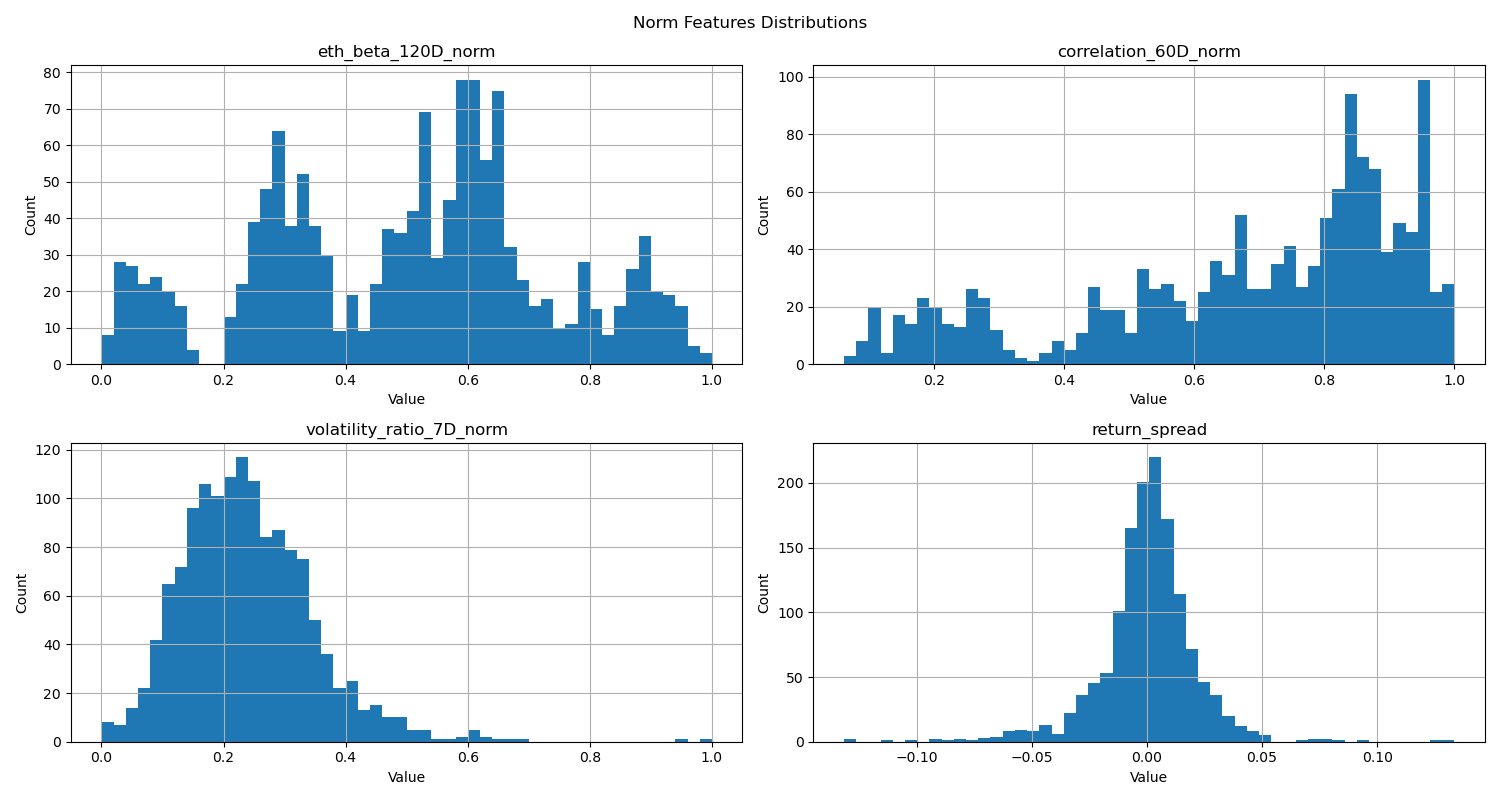 Norm Features Distributions
eth_beta_120D_norm
80
70
60
50
40
30
20
10
0
Count
0.0 0.2 0.4 0.6 0.8 1.0
Value
correlation_60D_norm
100
80
60
40
20
0
Count
0.2 0.4 0.6 0.8 1.0
Value
volatility_ratio_7D_norm
120
100
80
60
40
20
0
Count
0.0 0.2 0.4 0.6 0.8 1.0
Value
return_spread
200
150
100
50
0
Count
−0.10 −0.05 0.00 0.05 0.10
Value